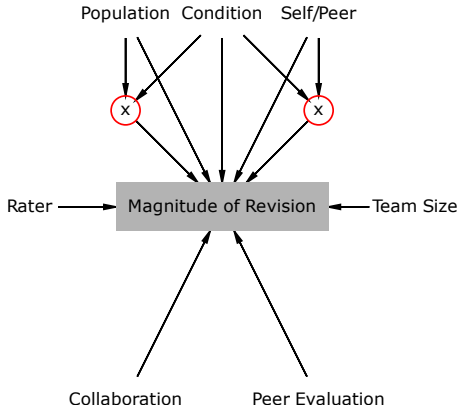 Population Condition Self/Peer
x x
Rater Magnitude of Revision Team Size
Collaboration Peer Evaluation